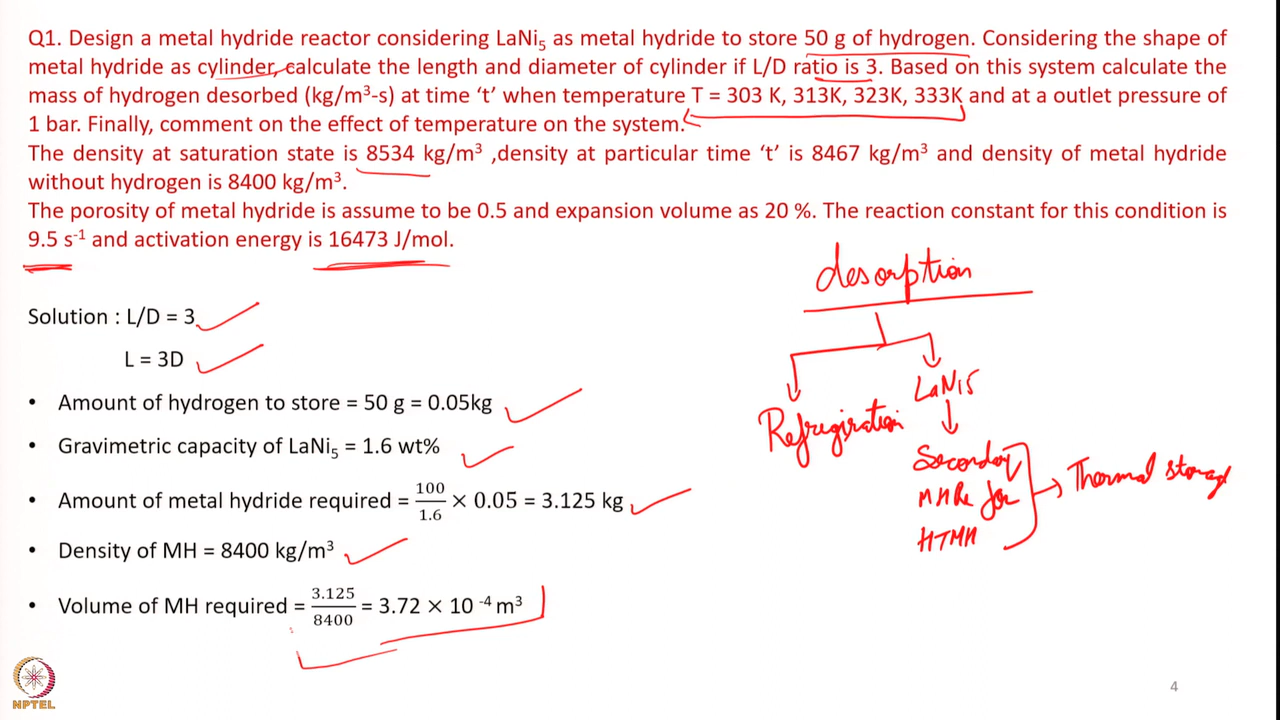 Q1. Design a metal hydride reactor considering LaNi5 as metal hydride to store 50 g of hydrogen. Considering the shape of
metal hydride as cylinder, calculate the length and diameter of cylinder if L/D ratio is 3. Based on this system calculate the
mass of hydrogen desorbed (kg/m³-s) at time ‘t’ when temperature T = 303 K, 313K, 323K, 333K and at a outlet pressure of
1 bar. Finally, comment on the effect of temperature on the system.
The density at saturation state is 8534 kg/m³ ,density at particular time ‘t’ is 8467 kg/m³ and density of metal hydride
without hydrogen is 8400 kg/m³.
The porosity of metal hydride is assume to be 0.5 and expansion volume as 20 %. The reaction constant for this condition is
9.5 s⁻¹ and activation energy is 16473 J/mol.
desorption
Solution : L/D = 3
L = 3D
• Amount of hydrogen to store = 50 g = 0.05kg
• Gravimetric capacity of LaNi5 = 1.6 wt%
• Amount of metal hydride required = 100/1.6 × 0.05 = 3.125 kg
• Density of MH = 8400 kg/m³
• Volume of MH required = 3.125/8400 = 3.72 × 10 ⁻⁴ m³
Refrigiration
LaNi5
Secondary
for
HTMH
Thermal storage
NPTEL
4